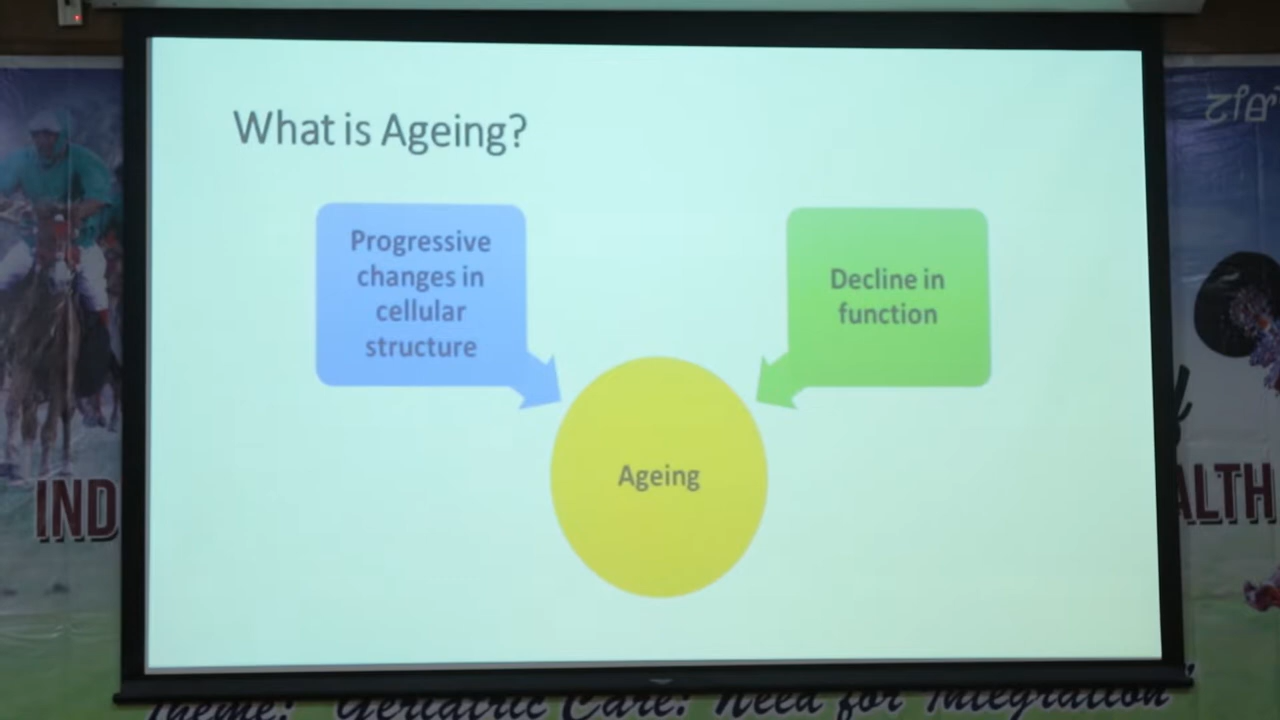 What is Ageing?
Progressive
changes in
cellular
structure
Decline in
function
Ageing
IND
ALTH
Theme: Geriatric Care: Need for Integration